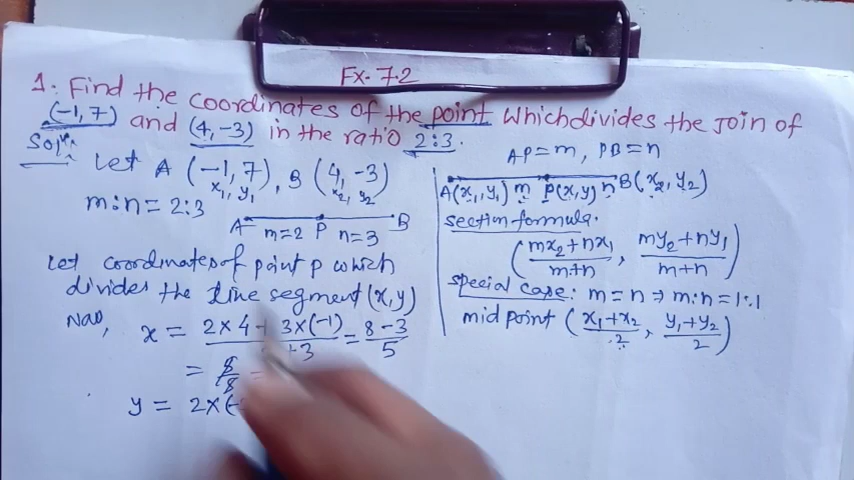 Ex. 7.2
1. Find the coordinates of the point which divides the join of
(-1, 7) and (4, -3) in the ratio 2:3.
Solⁿ:
Let A (-1, 7), B (4, -3)
x₁, y₁ x₂, y₂
m:n = 2:3
A m=2 P n=3 B
Let coordinates of point P which
divides the line segment (x, y)
Now,
x = (2×4 + 3×(-1))/ +3 = (8-3)/5
= 5/5 =
y = 2×(-
AP = m, PB = n
A(x₁, y₁) m P(x, y) n B(x₂, y₂)
section formula.
((mx₂+nx₁)/(m+n), (my₂+ny₁)/(m+n))
special case: m=n ⇒ m:n = 1:1
mid point ((x₁+x₂)/2, (y₁+y₂)/2)